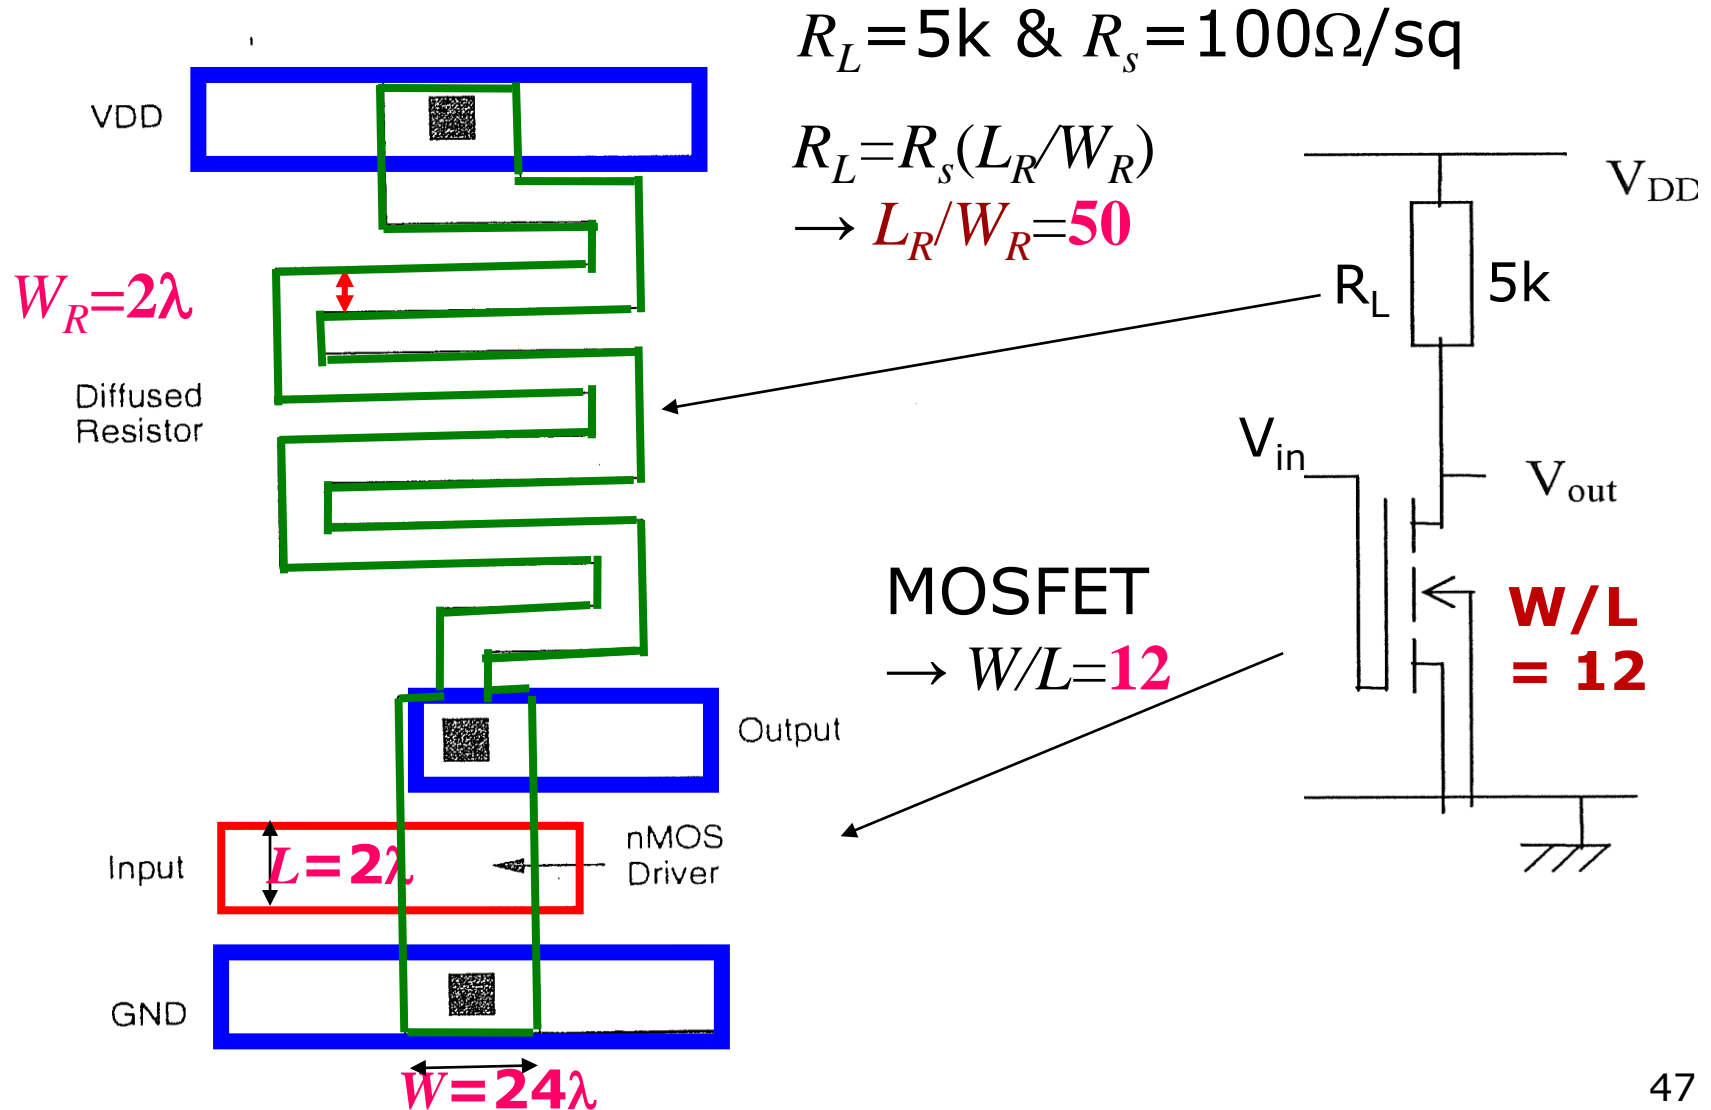 R_L=5k & R_s=100Ω/sq
R_L=R_s(L_R/W_R)
→ L_R/W_R=50
VDD
W_R=2λ
Diffused
Resistor
V_DD
R_L
5k
V_in
V_out
MOSFET
→ W/L=12
W/L
= 12
Output
Input
L=2λ
nMOS
Driver
GND
W=24λ
47